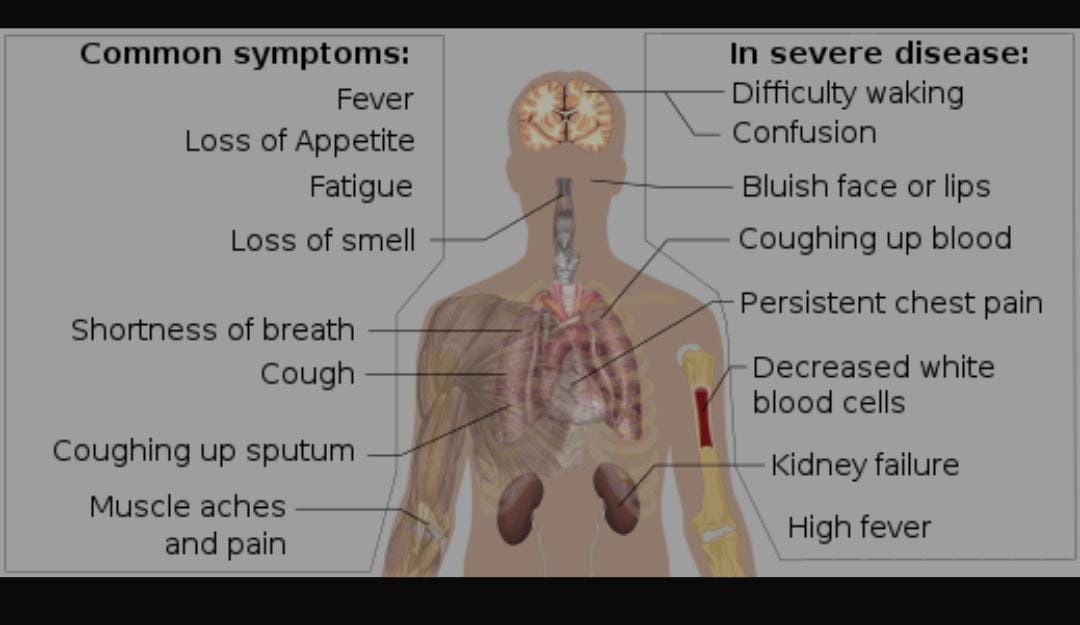 Common symptoms:
Fever
Loss of Appetite
Fatigue
Loss of smell
Shortness of breath
Cough
Coughing up sputum
Muscle aches
and pain
In severe disease:
Difficulty waking
Confusion
Bluish face or lips
Coughing up blood
Persistent chest pain
Decreased white
blood cells
Kidney failure
High fever